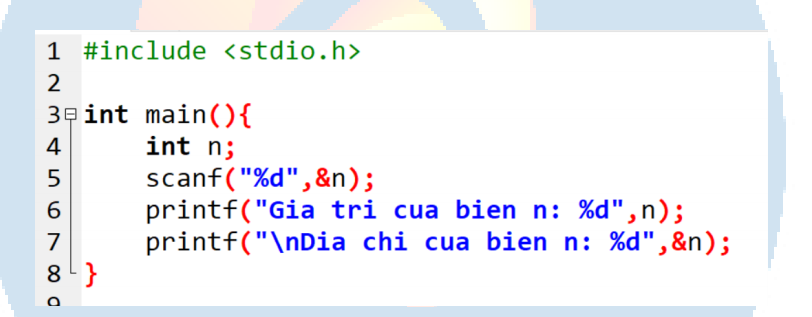 1 #include <stdio.h>
2
3 int main(){
4     int n;
5     scanf("%d",&n);
6     printf("Gia tri cua bien n: %d",n);
7     printf("\nDia chi cua bien n: %d",&n);
8 }
9